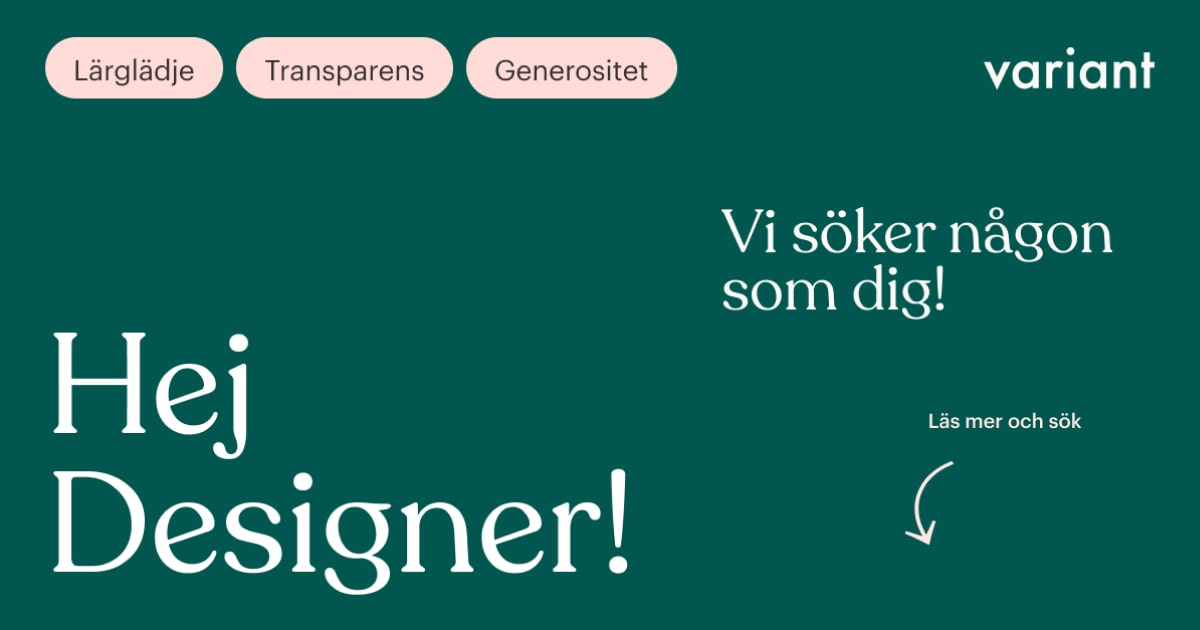 Lärglädje Transparens Generositet
variant
Vi söker någon
som dig!
Hej
Designer!
Läs mer och sök